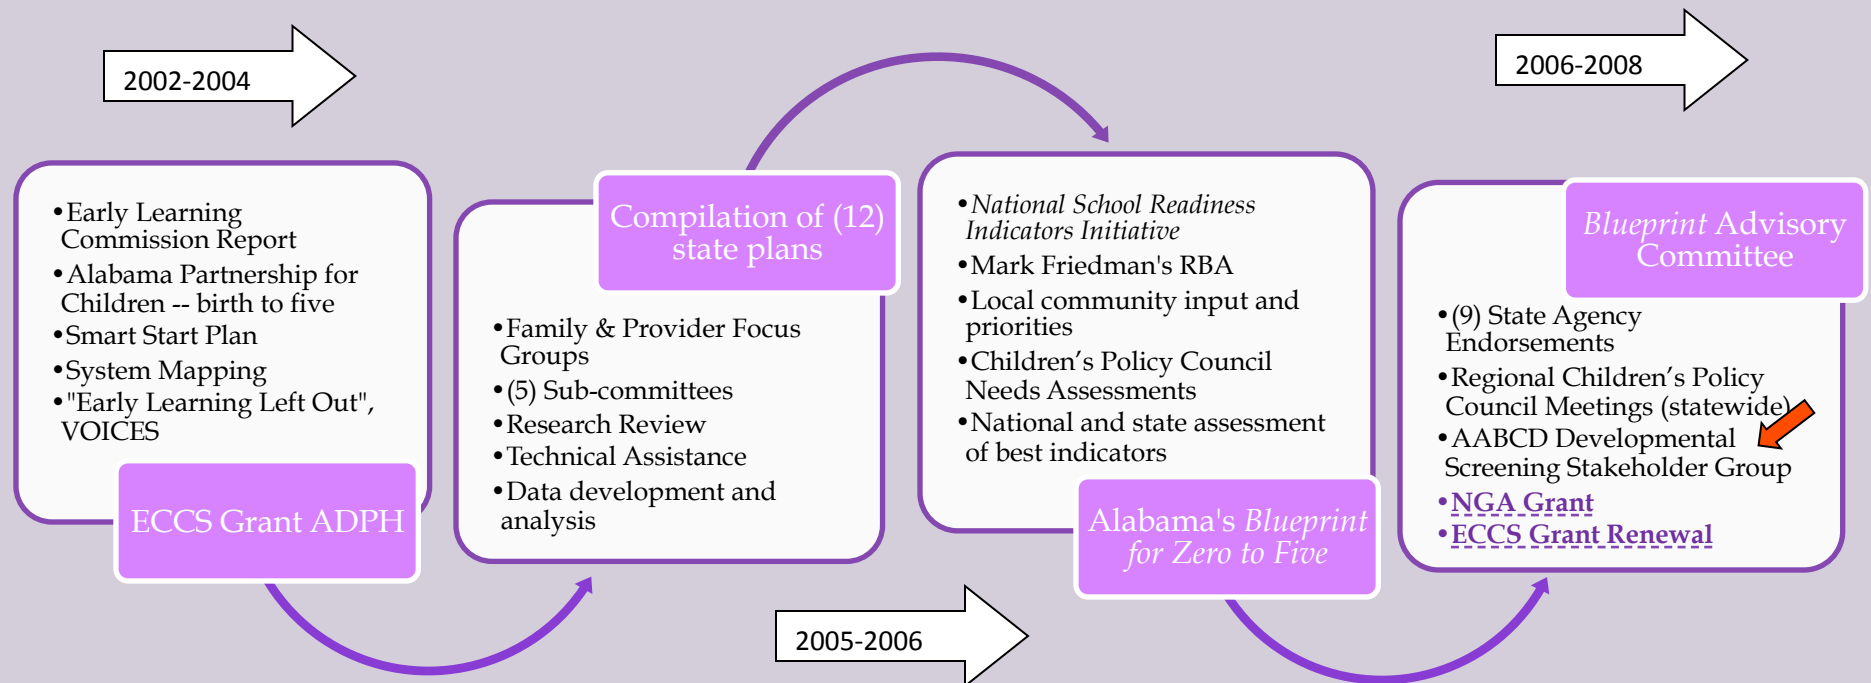 2002-2004
•Early Learning
Commission Report
•Alabama Partnership for
Children -- birth to five
•Smart Start Plan
•System Mapping
•"Early Learning Left Out",
VOICES
ECCS Grant ADPH
Compilation of (12)
state plans
•Family & Provider Focus
Groups
•(5) Sub-committees
•Research Review
•Technical Assistance
•Data development and
analysis
2005-2006
•National School Readiness
Indicators Initiative
•Mark Friedman's RBA
•Local community input and
priorities
•Children’s Policy Council
Needs Assessments
•National and state assessment
of best indicators
Alabama's Blueprint
for Zero to Five
2006-2008
Blueprint Advisory
Committee
•(9) State Agency
Endorsements
•Regional Children’s Policy
Council Meetings (statewide)
•AABCD Developmental
Screening Stakeholder Group
•NGA Grant
•ECCS Grant Renewal